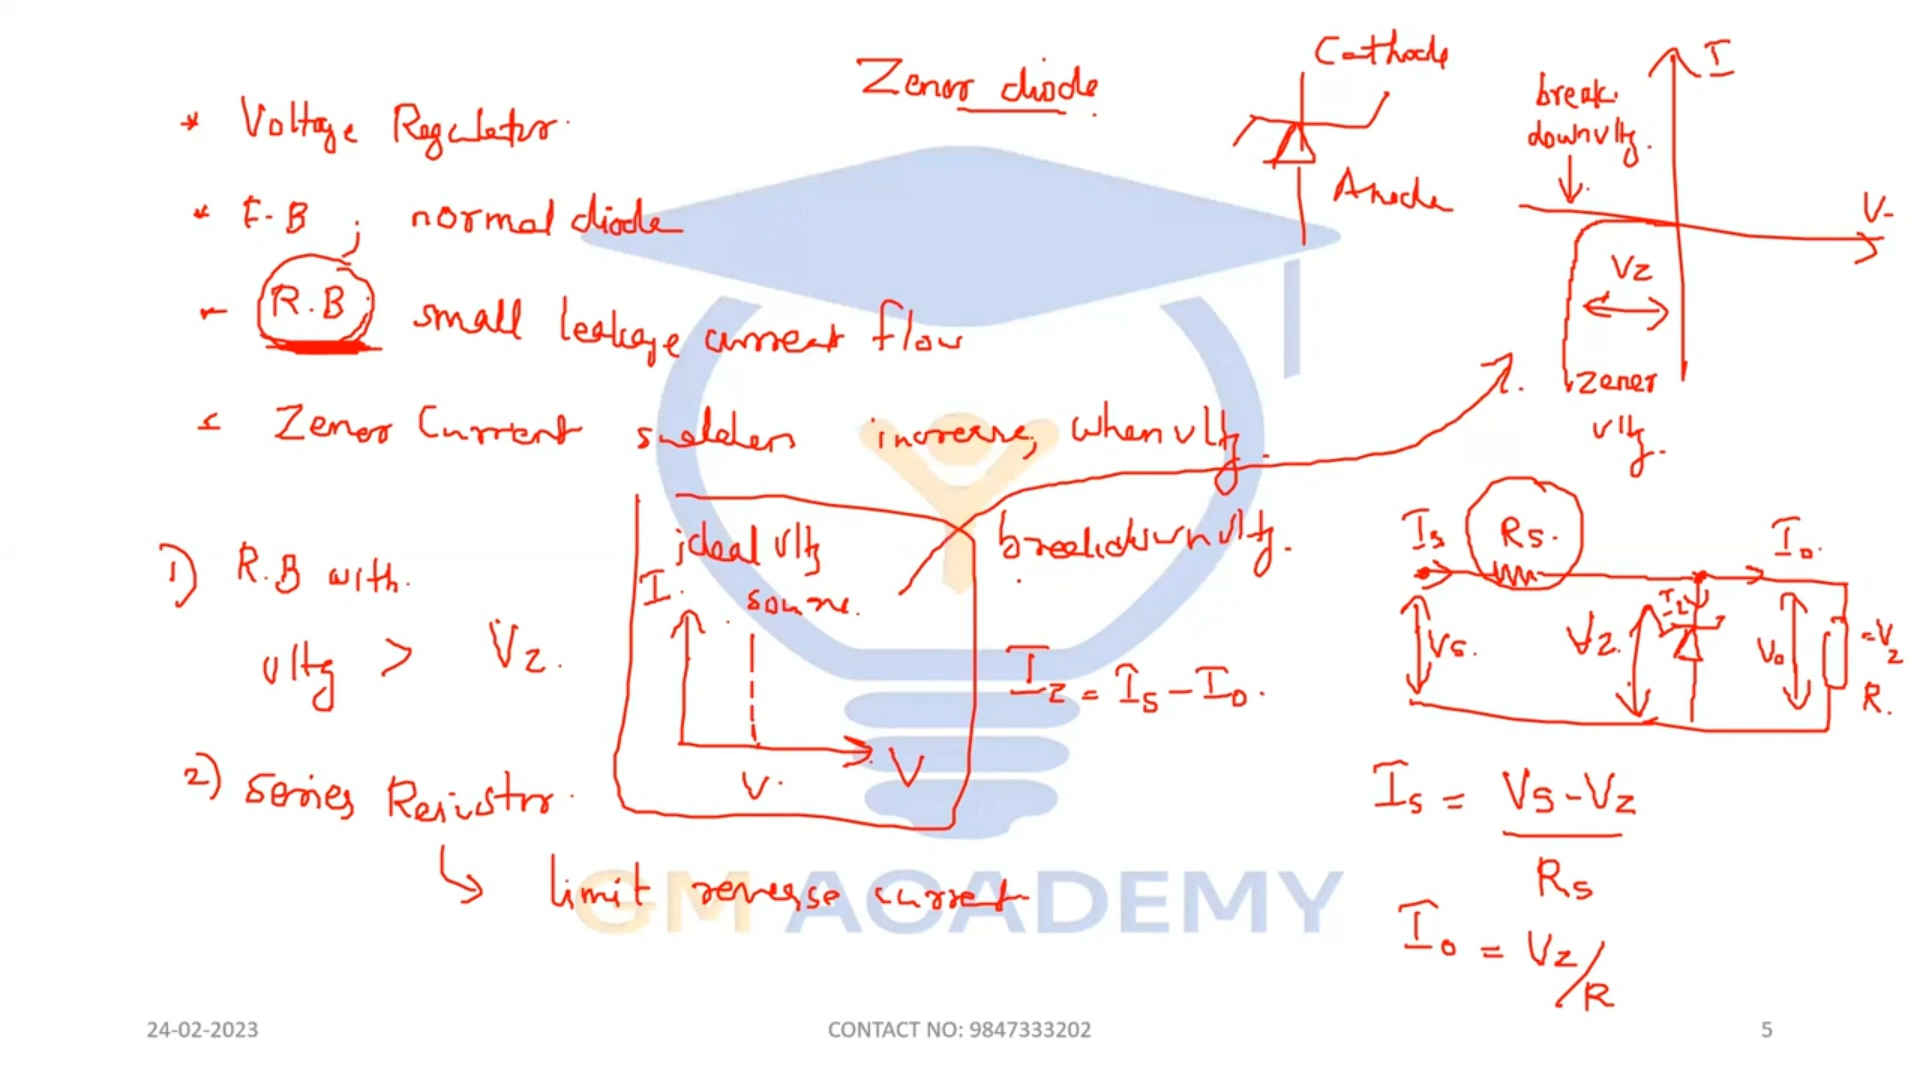 Zener diode
* Voltage Regulator.
* F.B ; normal diode
* R.B small leakage current flow
* Zener Current suddenly increase, when vltg.
breakdown vltg.
1) R.B with.
vltg > Vz.
2) Series Resistor.
↳ limit reverse current
ideal vltg
source.
I.
V
V.
Iz = Is - Io.
Cathode
Anode
I
break.
down vltg.
V-
Vz
Zener
vltg.
Is
Rs.
Io.
Iz
Vs.
Vz.
Vo
=Vz
R.
Is = Vs-Vz
Rs
Io = Vz/R
GM ACADEMY
24-02-2023
CONTACT NO: 9847333202
5